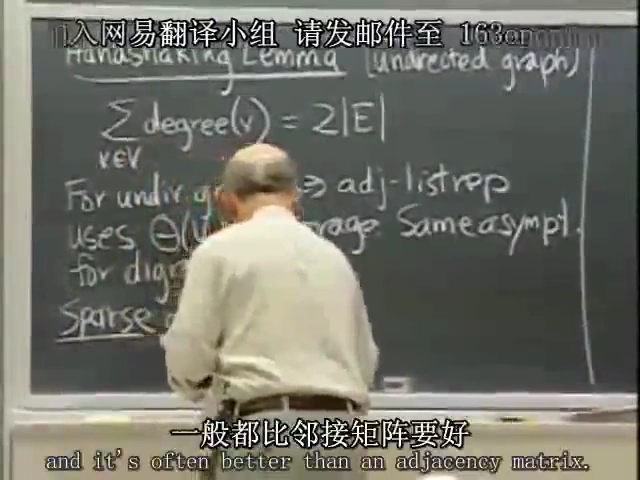 入网易翻译小组 请发邮件至 163
Handshaking Lemma (undirected graph)
∑ degree(v) = 2|E|
v∈V
For undir. ⇒ adj-list rep
uses Θ( Same asympt.
for
Sparse
一般都比邻接矩阵要好
and it's often better than an adjacency matrix.